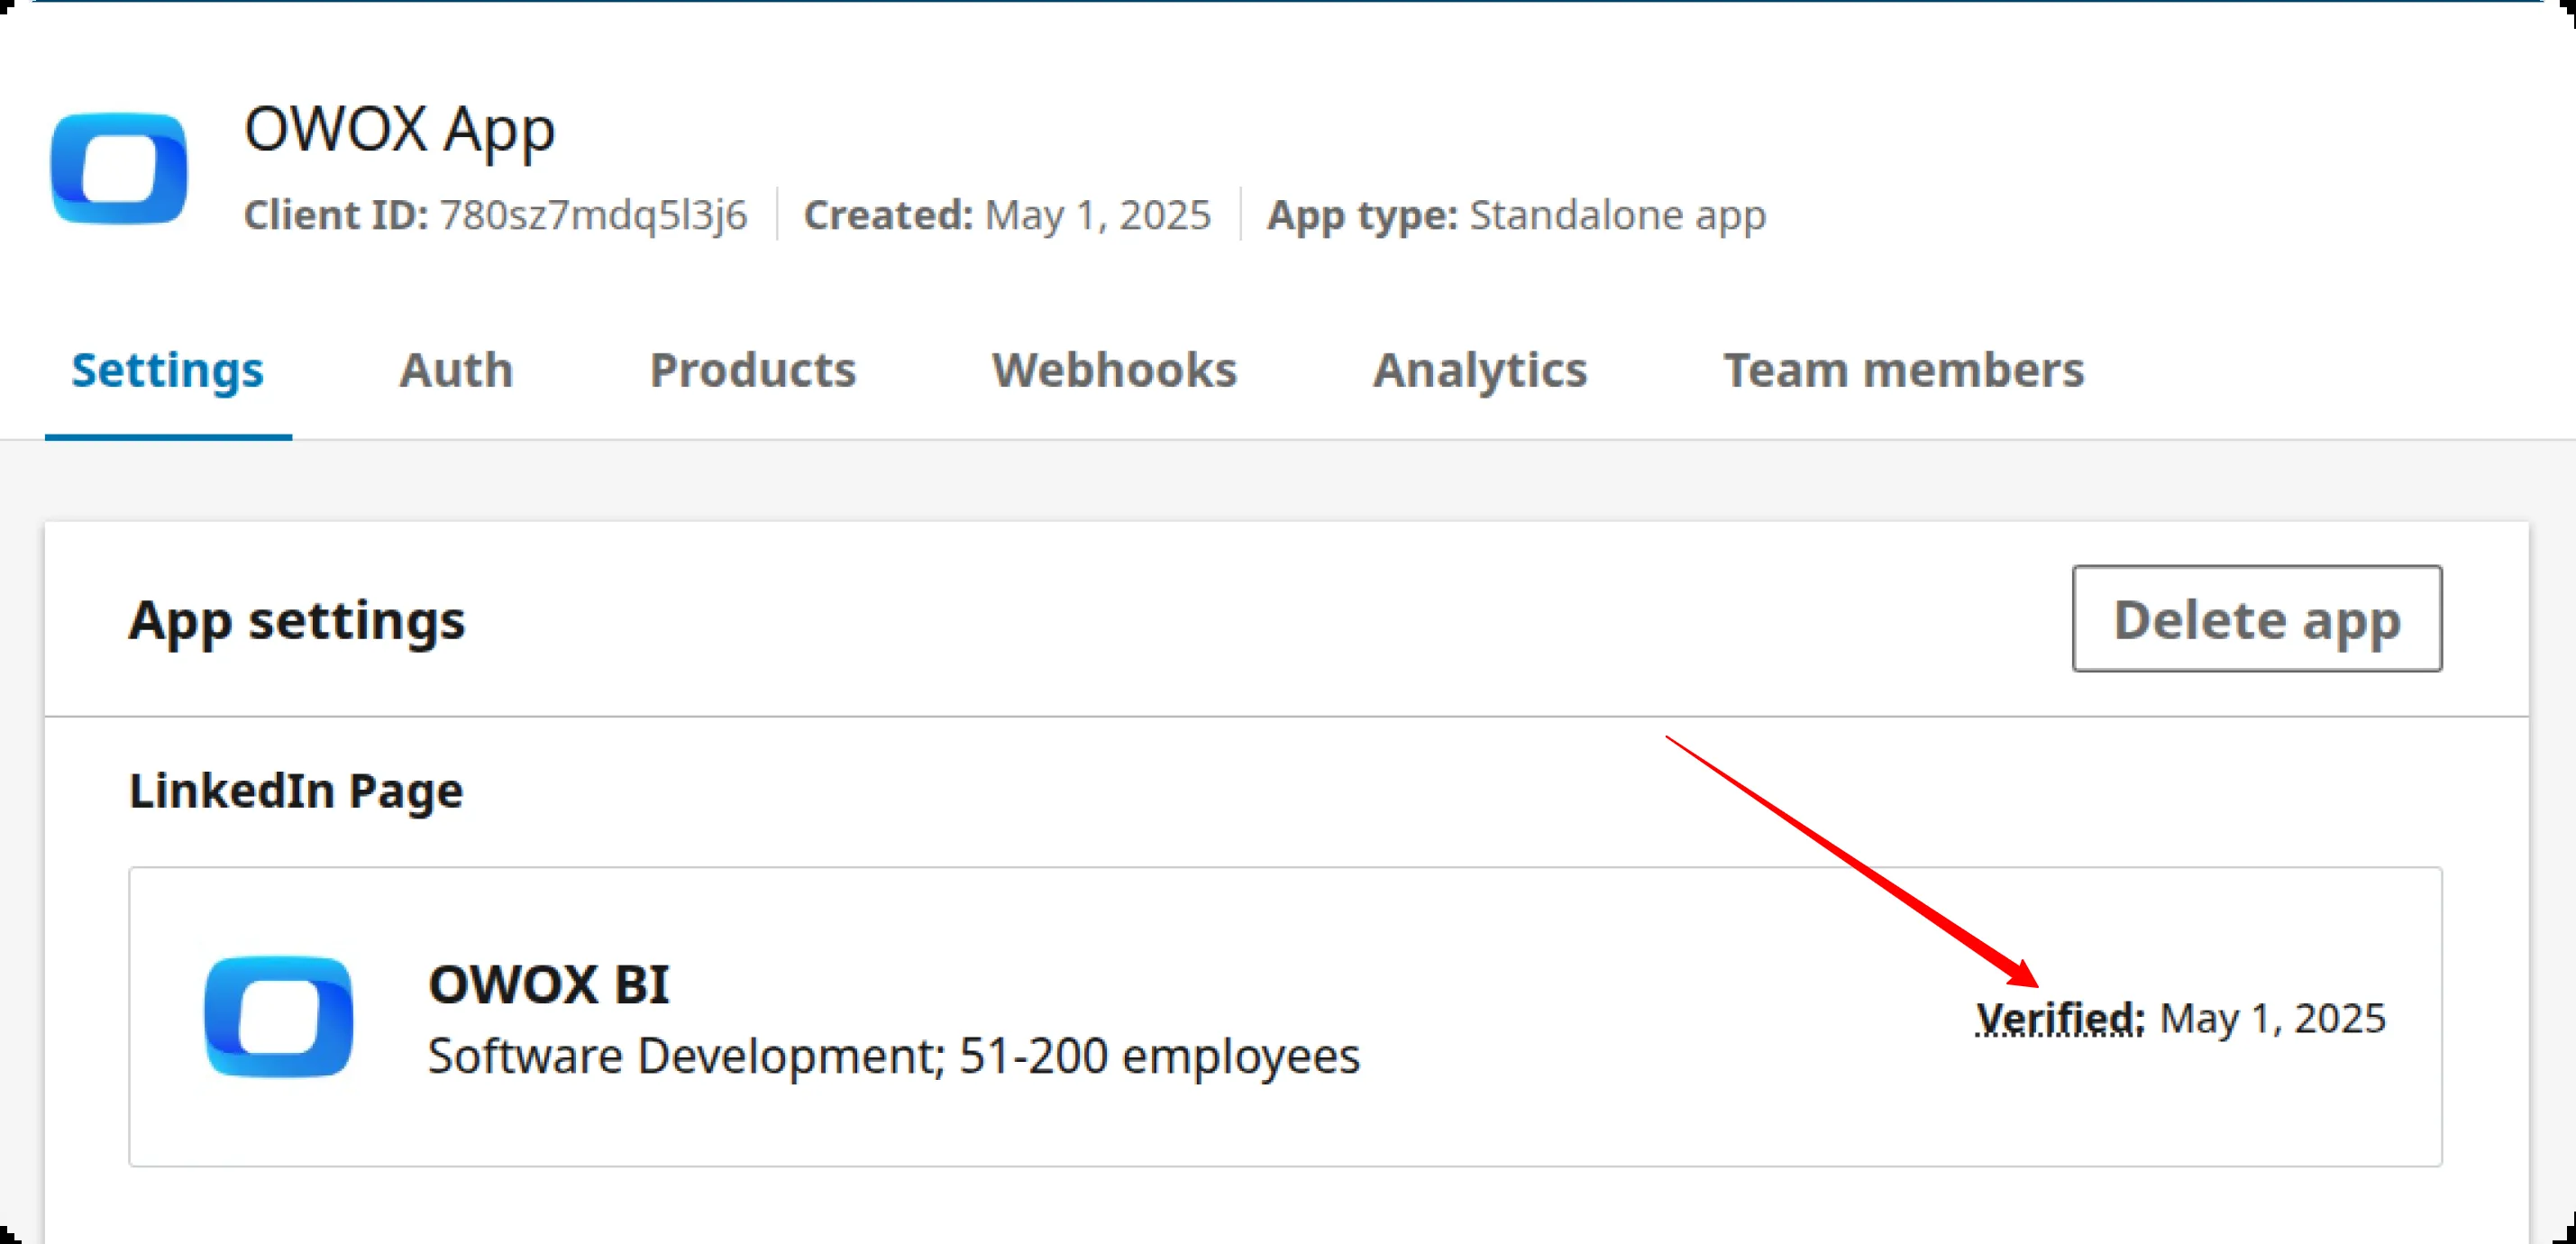 OWOX App
Client ID: 780sz7mdq5l3j6 Created: May 1, 2025 App type: Standalone app
Settings Auth Products Webhooks Analytics Team members
App settings Delete app
LinkedIn Page
OWOX BI
Software Development; 51-200 employees
Verified: May 1, 2025